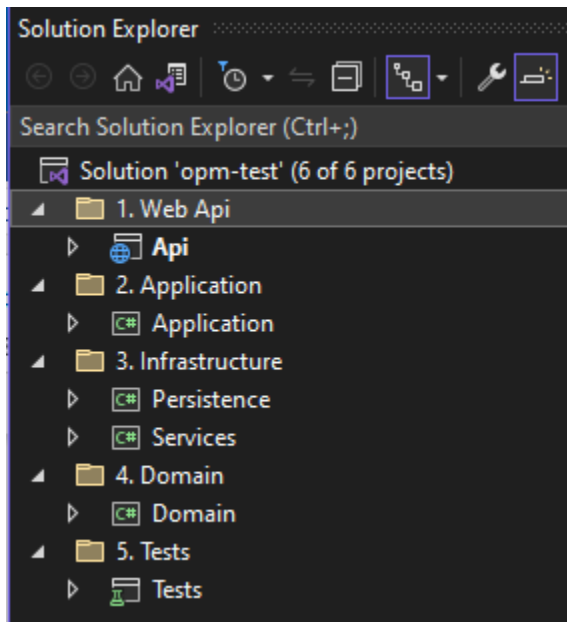 Solution Explorer
Search Solution Explorer (Ctrl+;)
Solution 'opm-test' (6 of 6 projects)
1. Web Api
Api
2. Application
C# Application
3. Infrastructure
C# Persistence
C# Services
4. Domain
C# Domain
5. Tests
Tests